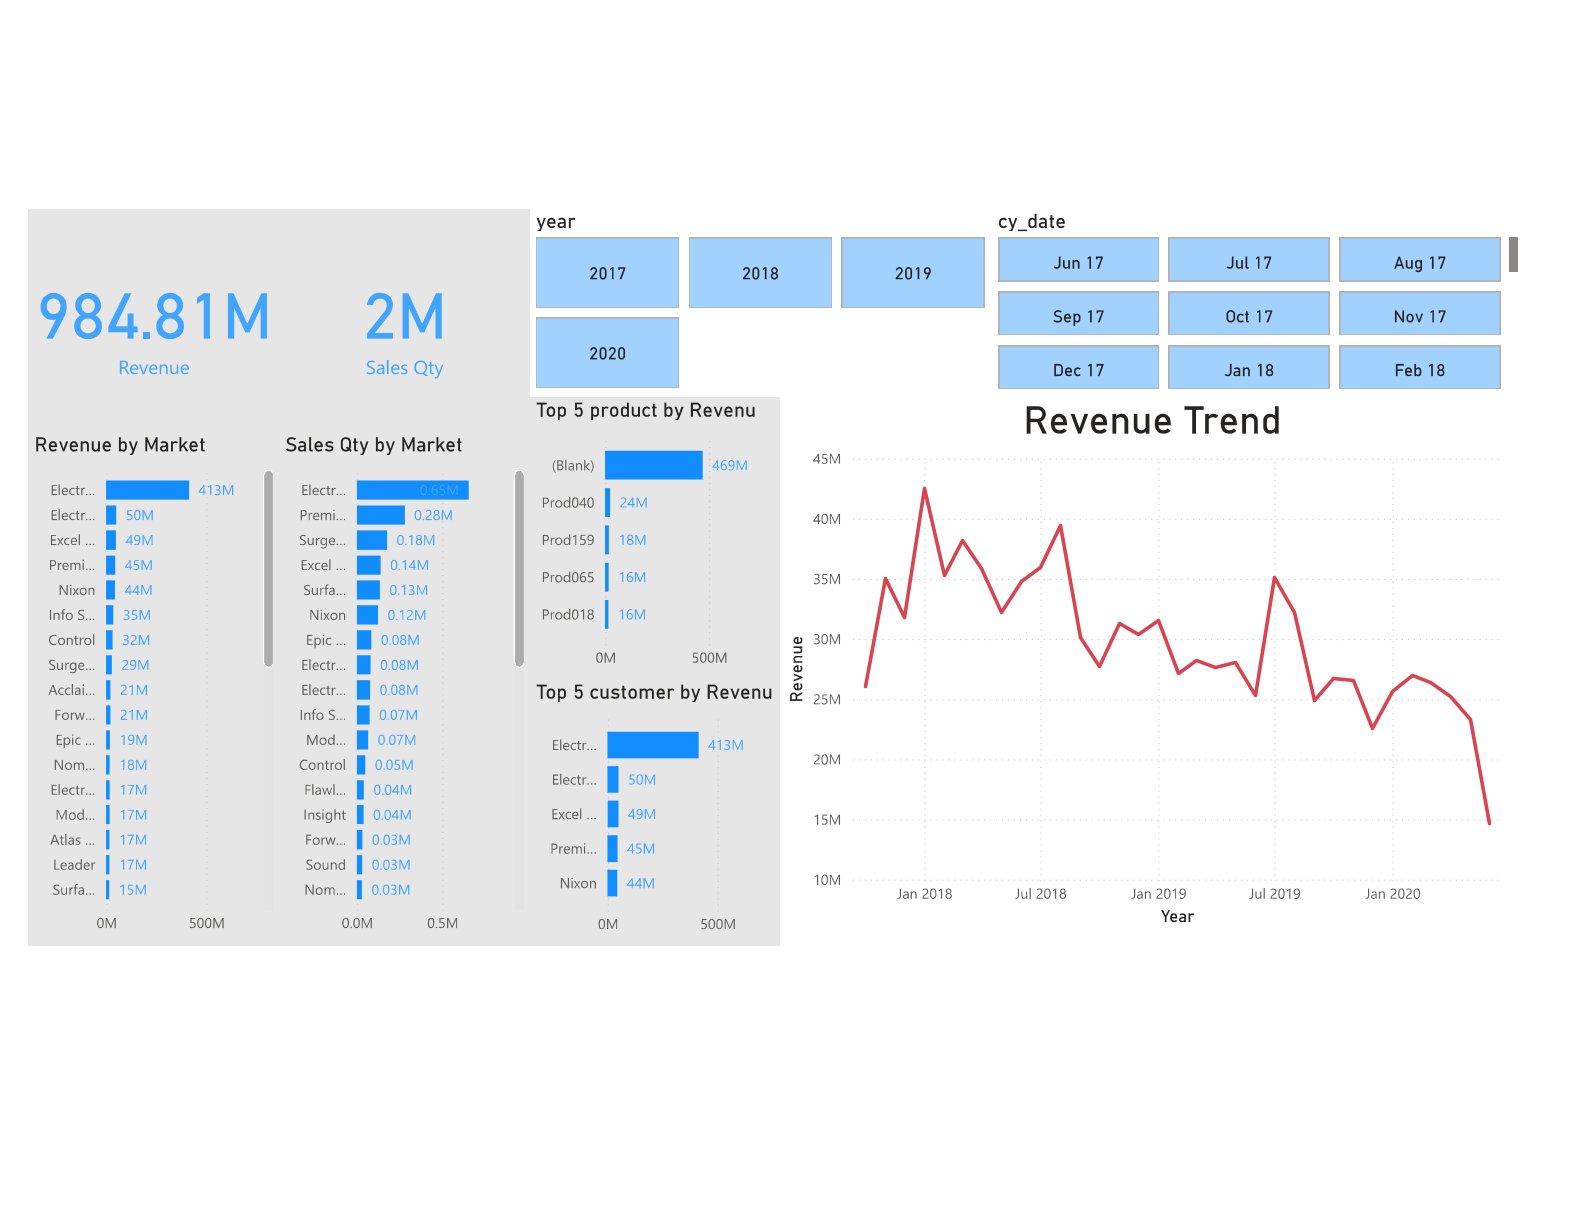 year
2017
2018
2019
2020
cy_date
Jun 17
Jul 17
Aug 17
Sep 17
Oct 17
Nov 17
Dec 17
Jan 18
Feb 18
984.81M
Revenue
2M
Sales Qty
Revenue by Market
Electr... 413M
Electr... 50M
Excel ... 49M
Premi... 45M
Nixon 44M
Info S... 35M
Control 32M
Surge... 29M
Acclai... 21M
Forw... 21M
Epic ... 19M
Nom... 18M
Electr... 17M
Mod... 17M
Atlas ... 17M
Leader 17M
Surfa... 15M
0M 500M
Sales Qty by Market
Electr... 0.65M
Premi... 0.28M
Surge... 0.18M
Excel ... 0.14M
Surfa... 0.13M
Nixon 0.12M
Epic ... 0.08M
Electr... 0.08M
Electr... 0.08M
Info S... 0.07M
Mod... 0.07M
Control 0.05M
Flawl... 0.04M
Insight 0.04M
Forw... 0.03M
Sound 0.03M
Nom... 0.03M
0.0M 0.5M
Top 5 product by Revenu
(Blank) 469M
Prod040 24M
Prod159 18M
Prod065 16M
Prod018 16M
0M 500M
Top 5 customer by Revenu
Electr... 413M
Electr... 50M
Excel ... 49M
Premi... 45M
Nixon 44M
0M 500M
Revenue Trend
45M
40M
35M
30M
25M
20M
15M
10M
Revenue
Jan 2018 Jul 2018 Jan 2019 Jul 2019 Jan 2020
Year